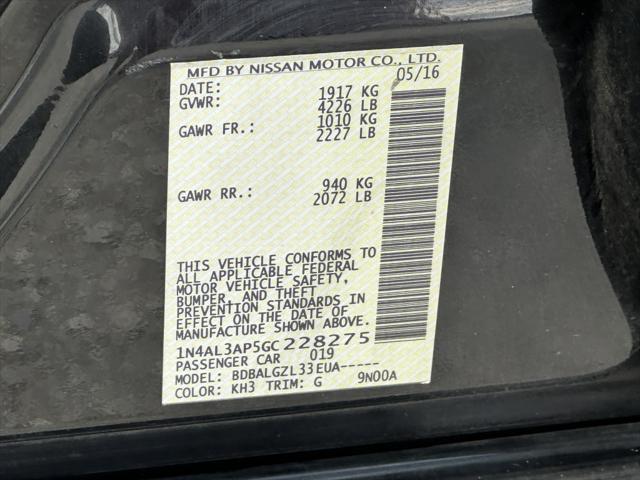 MFD BY NISSAN MOTOR CO., LTD.
DATE: 05/16
GVWR: 1917 KG
4226 LB
GAWR FR.: 1010 KG
2227 LB
GAWR RR.: 940 KG
2072 LB
THIS VEHICLE CONFORMS TO
ALL APPLICABLE FEDERAL
MOTOR VEHICLE SAFETY,
BUMPER, AND THEFT
PREVENTION STANDARDS IN
EFFECT ON THE DATE OF
MANUFACTURE SHOWN ABOVE.
1N4AL3AP5GC228275
PASSENGER CAR 019
MODEL: BDBALGZL33EUA-----
COLOR: KH3 TRIM: G 9N00A